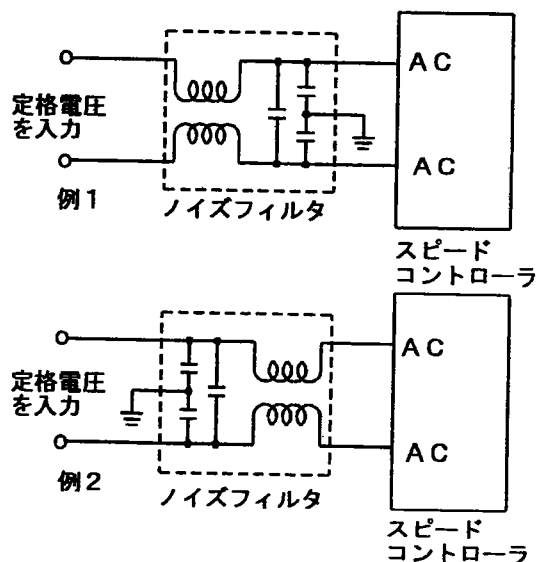 AC
定格電圧
を入力
AC
例1
ノイズフィルタ
スピード
コントローラ
AC
定格電圧
を入力
AC
例2
ノイズフィルタ
スピード
コントローラ